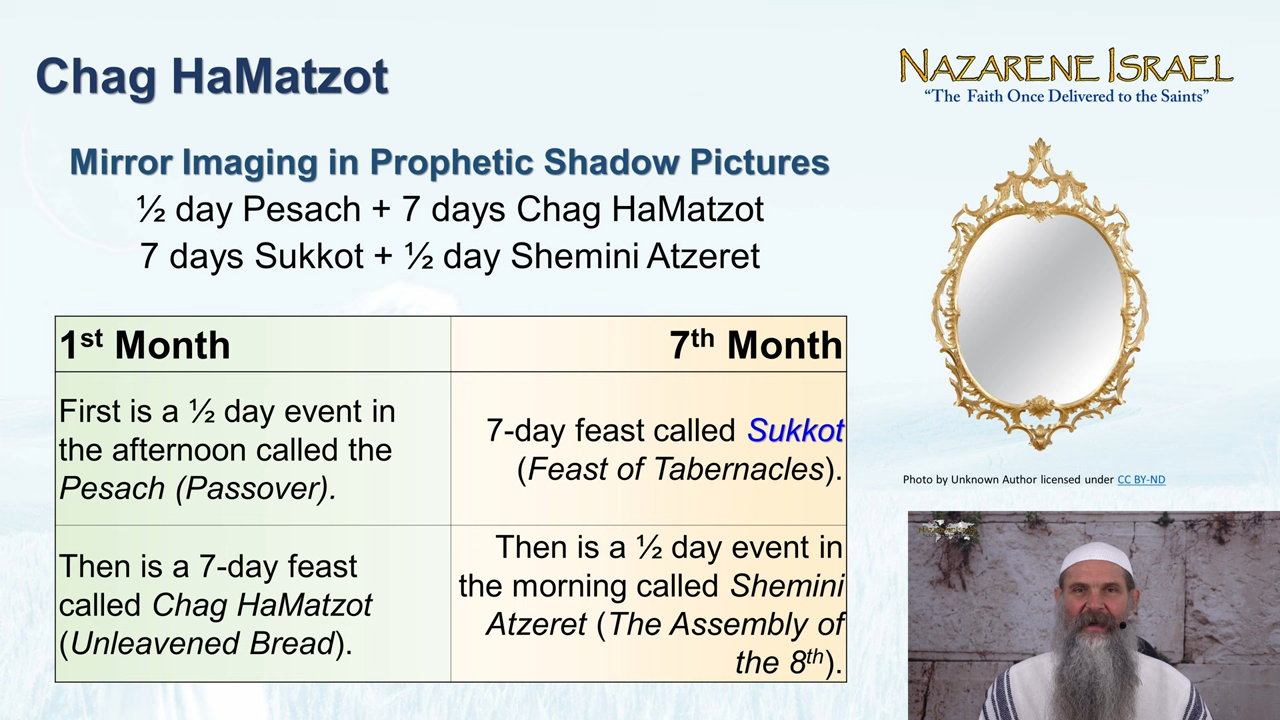 Chag HaMatzot
NAZARENE ISRAEL
“The Faith Once Delivered to the Saints”
Mirror Imaging in Prophetic Shadow Pictures
½ day Pesach + 7 days Chag HaMatzot
7 days Sukkot + ½ day Shemini Atzeret
1st Month
7th Month
First is a ½ day event in
the afternoon called the
Pesach (Passover).
7-day feast called Sukkot
(Feast of Tabernacles).
Then is a 7-day feast
called Chag HaMatzot
(Unleavened Bread).
Then is a ½ day event in
the morning called Shemini
Atzeret (The Assembly of
the 8th).
Photo by Unknown Author licensed under CC BY-ND